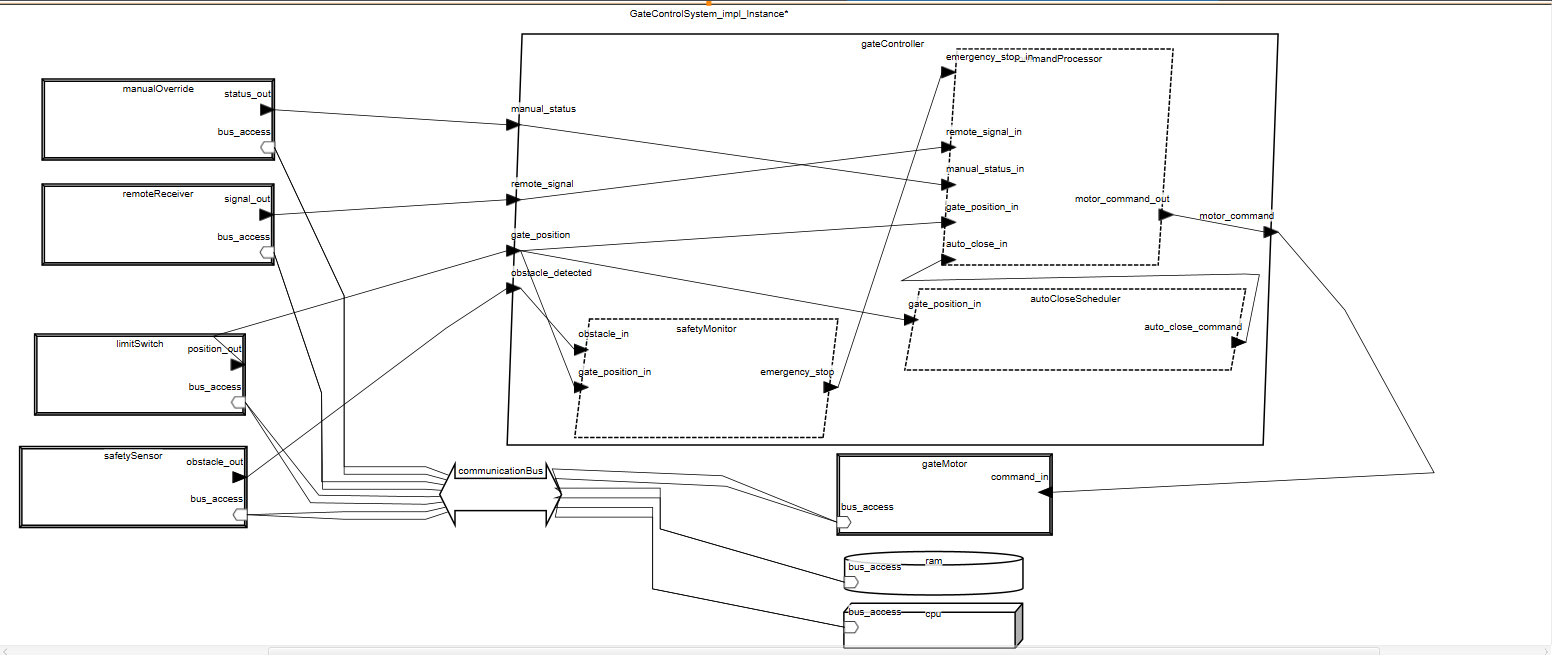 GateControlSystem_impl_Instance*
gateController
manualOverride
status_out
bus_access
remoteReceiver
signal_out
bus_access
limitSwitch
position_out
bus_access
safetySensor
obstacle_out
bus_access
manual_status
remote_signal
gate_position
obstacle_detected
emergency_stop_in
mandProcessor
remote_signal_in
manual_status_in
gate_position_in
auto_close_in
motor_command_out
motor_command
safetyMonitor
obstacle_in
gate_position_in
emergency_stop
autoCloseScheduler
gate_position_in
auto_close_command
communicationBus
gateMotor
command_in
bus_access
ram
bus_access
cpu
bus_access